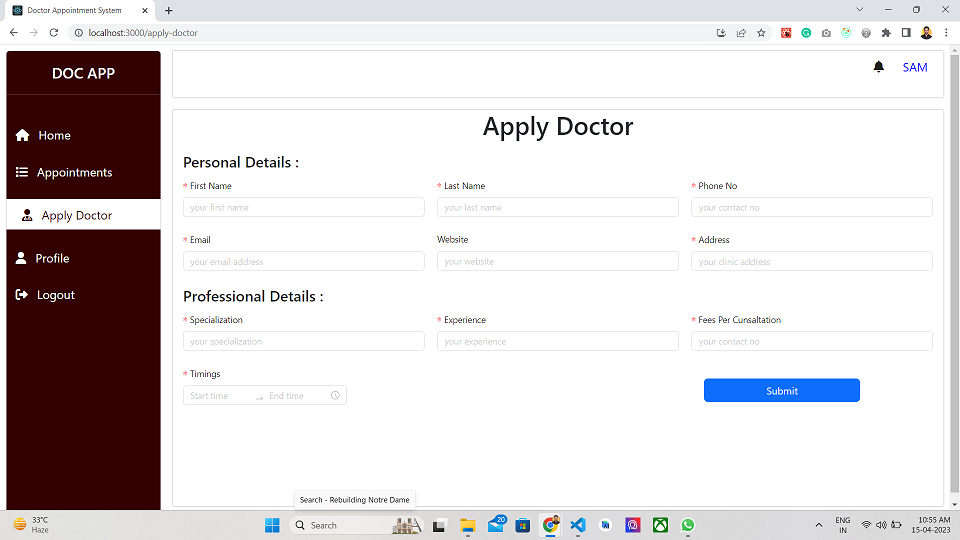 Doctor Appointment System
localhost:3000/apply-doctor
DOC APP
SAM
Home
Appointments
Apply Doctor
Profile
Logout
Apply Doctor
Personal Details :
* First Name * Last Name * Phone No
your first name your last name your contact no
* Email Website * Address
your email address your website your clinic address
Professional Details :
* Specialization * Experience * Fees Per Cunsaltation
your specialization your experience your contact no
* Timings
Start time End time
Submit
Search - Rebuilding Notre Dame
33°C
Haze
Search
20
ENG
IN
10:55 AM
15-04-2023